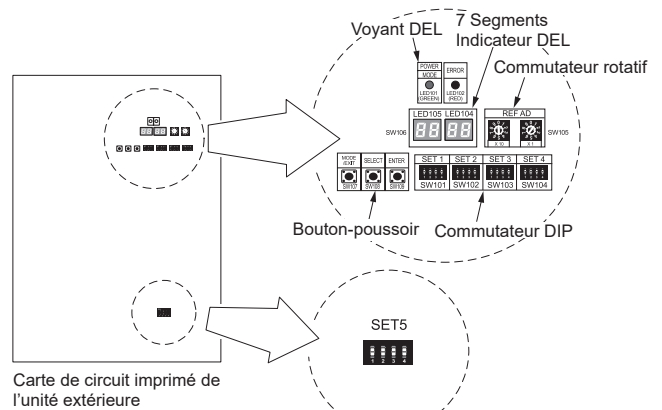 Voyant DEL
7 Segments
Indicateur DEL
Commutateur rotatif
POWER
MODE
LED101
(GREEN)
ERROR
LED102
(RED)
LED105 LED104
SW106
REF AD
X 10
X 1
SW105
MODE
/EXIT
SW107
SELECT
SW108
ENTER
SW109
SET 1
SW101
SET 2
SW102
SET 3
SW103
SET 4
SW104
Bouton-poussoir
Commutateur DIP
SET5
1 2 3 4
Carte de circuit imprimé de
l'unité extérieure